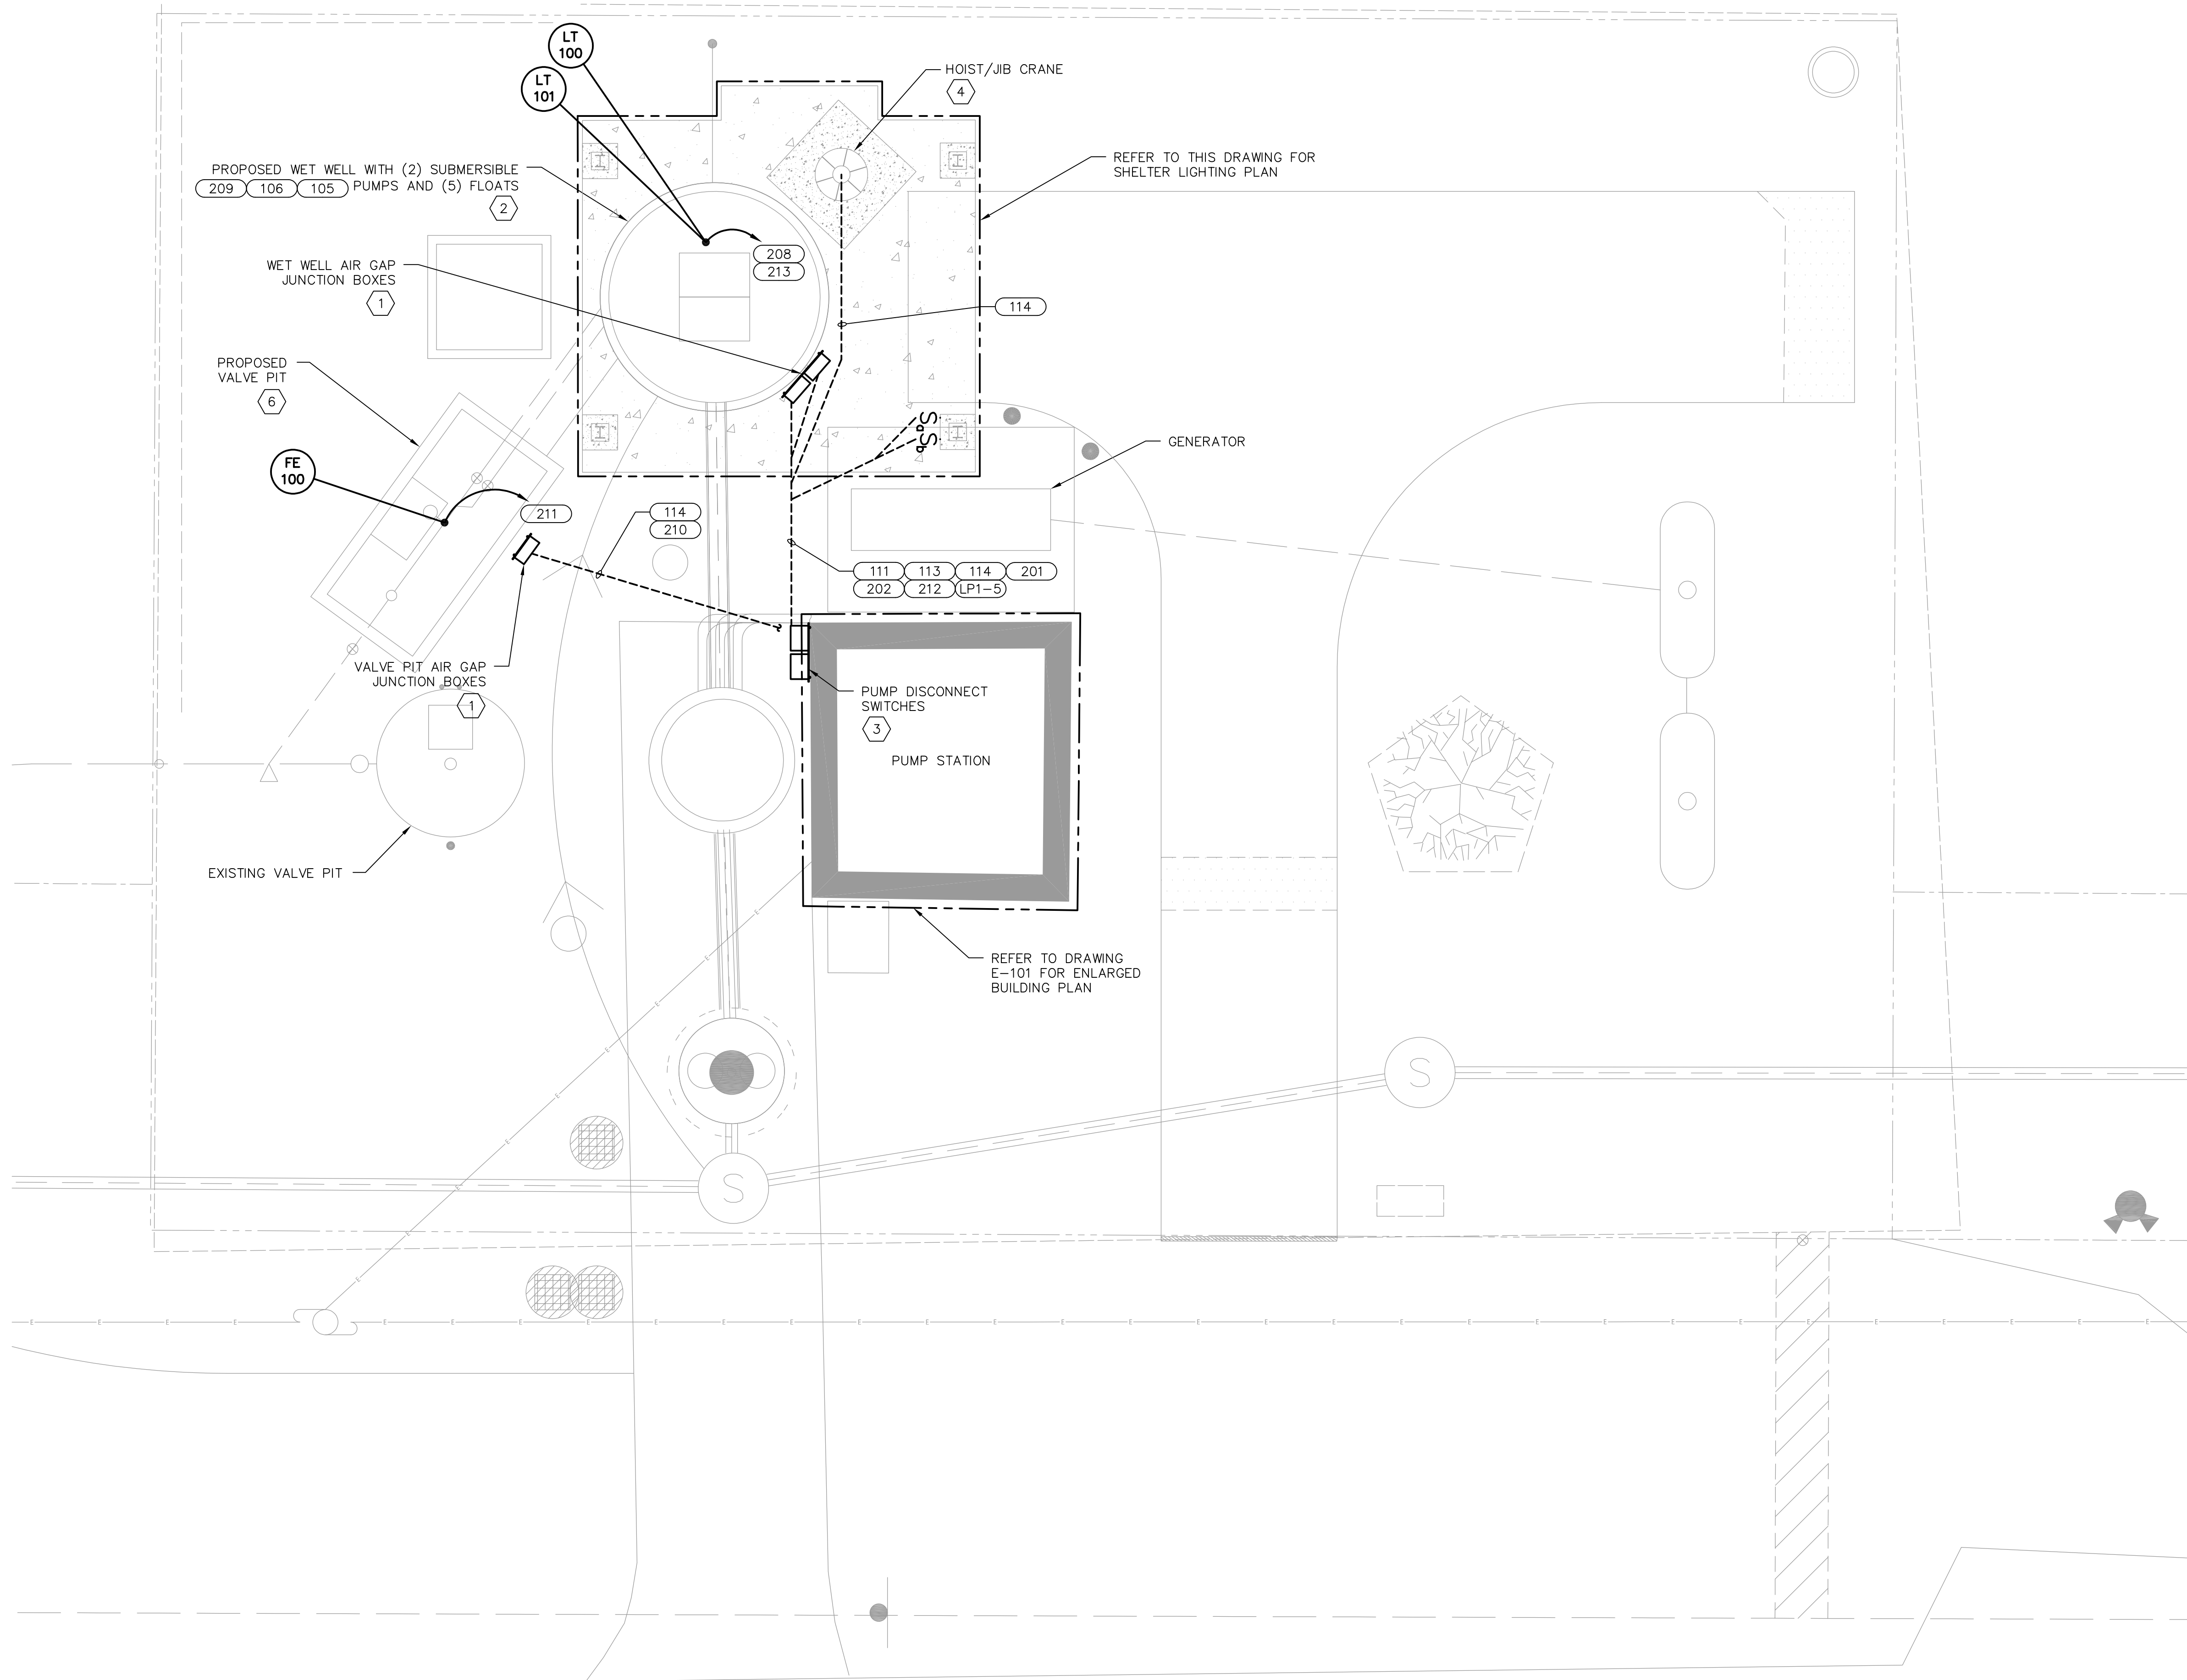 LT
100
LT
101
HOIST/JIB CRANE
4
PROPOSED WET WELL WITH (2) SUBMERSIBLE
209 106 105 PUMPS AND (5) FLOATS
2
REFER TO THIS DRAWING FOR
SHELTER LIGHTING PLAN
208
213
WET WELL AIR GAP
JUNCTION BOXES
1
114
PROPOSED
VALVE PIT
6
Sa
Sb
GENERATOR
FE
100
211
114
210
111 113 114 201
202 212 LP1-5
VALVE PIT AIR GAP
JUNCTION BOXES
1
PUMP DISCONNECT
SWITCHES
3
PUMP STATION
EXISTING VALVE PIT
REFER TO DRAWING
E-101 FOR ENLARGED
BUILDING PLAN
S
S
E E E E E E E E
E E E E E E E E E E E E E E E E E E E E E E E E E E E E E E E